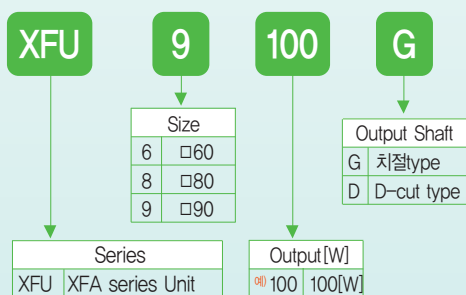 XFU 9 100 G
Size
6 □60
8 □80
9 □90
Output Shaft
G 치절type
D D-cut type
Series
XFU XFA series Unit
Output[W]
예) 100 100[W]